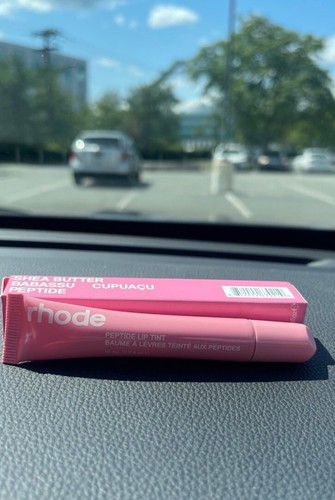 SHEA BUTTER
BABASSU CUPUAÇU
PEPTIDE
rhode
PEPTIDE LIP TINT
BAUME À LÈVRES TEINTÉ AUX PEPTIDES